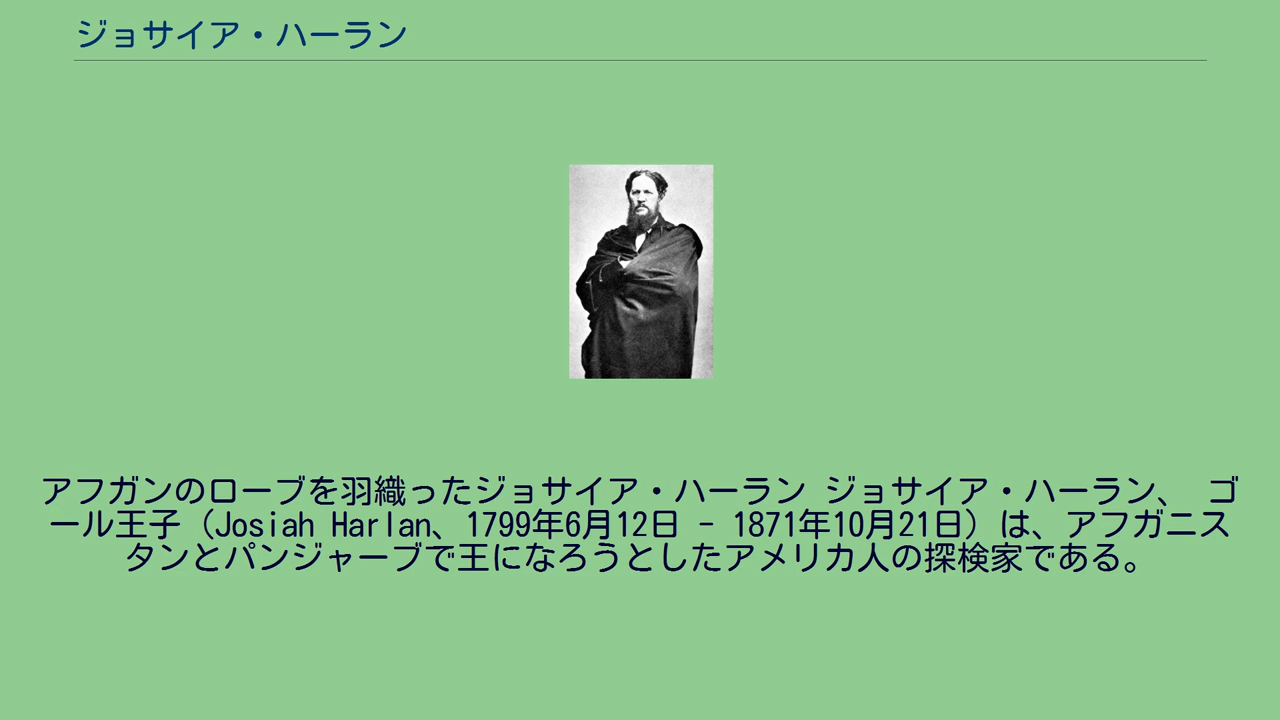 ジョサイア・ハーラン
アフガンのローブを羽織ったジョサイア・ハーラン ジョサイア・ハーラン、 ゴ
ール王子（Josiah Harlan、1799年6月12日 - 1871年10月21日）は、アフガニス
タンとパンジャーブで王になろうとしたアメリカ人の探検家である。